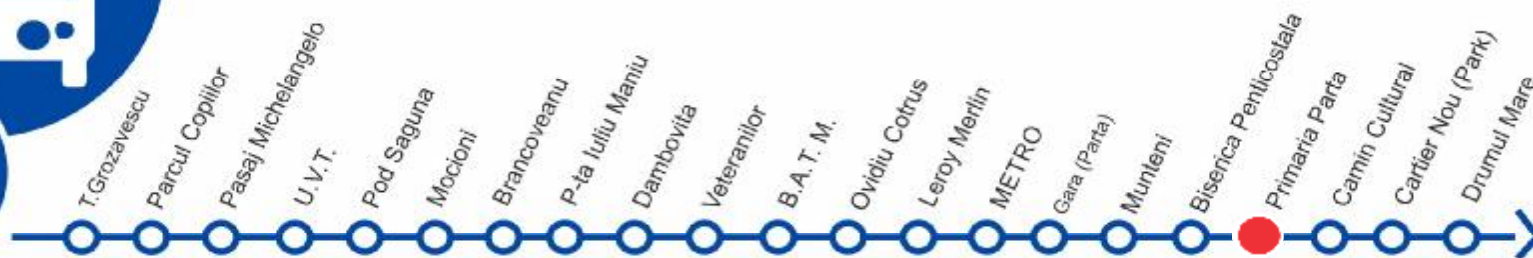 T.Grozavescu
Parcul Copiilor
Pasaj Michelangelo
U.V.T.
Pod Saguna
Mocioni
Brancoveanu
P-ta Iuliu Maniu
Dambovita
Veteranilor
B.A.T. M.
Ovidiu Cotrus
Leroy Merlin
METRO
Gara (Parta)
Munteni
Biserica Penticostala
Primaria Parta
Camin Cultural
Cartier Nou (Park)
Drumul Mare